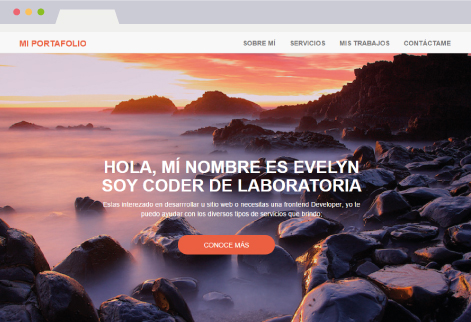 MI PORTAFOLIO
SOBRE MÍ SERVICIOS MIS TRABAJOS CONTÁCTAME
HOLA, MÍ NOMBRE ES EVELYN
SOY CODER DE LABORATORIA
Estas interezado en desarrrollar u sitio web o necesitas una frontend Developer, yo te
puedo ayudar con los diversos tipos de servicios que brindo.
CONOCE MÁS